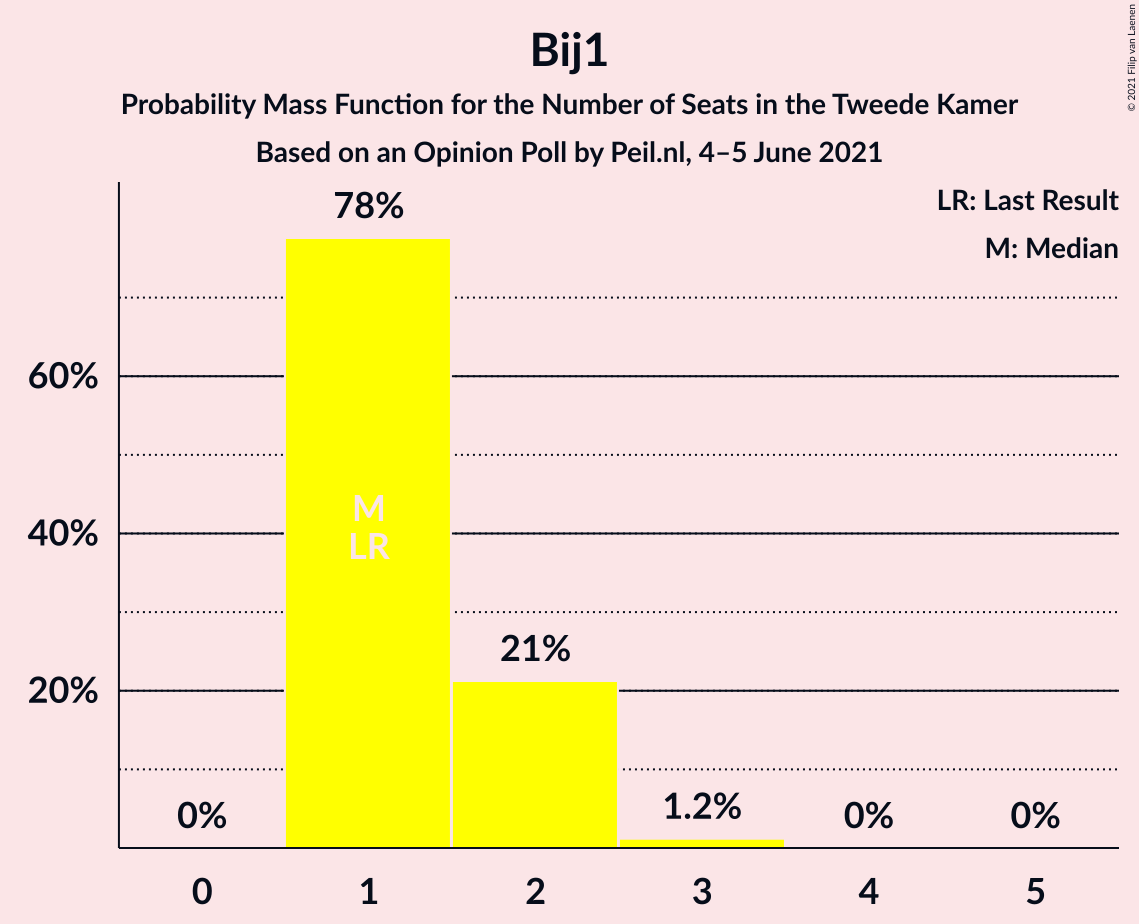 Bij1
Probability Mass Function for the Number of Seats in the Tweede Kamer
Based on an Opinion Poll by Peil.nl, 4–5 June 2021
© 2021 Filip van Laenen
LR: Last Result
M: Median
78%
60%
M
40%
LR
21%
20%
0%
1.2%
0%
0%
0
1
2
3
4
5